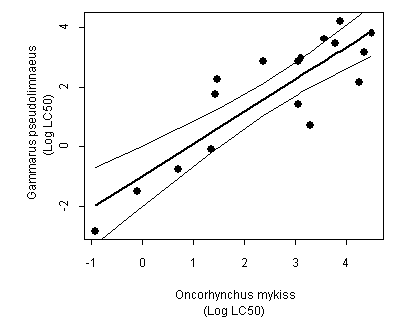 Gammarus pseudolimnaeus
(Log LC50)
4
2
0
-2
-1 0 1 2 3 4
Oncorhynchus mykiss
(Log LC50)